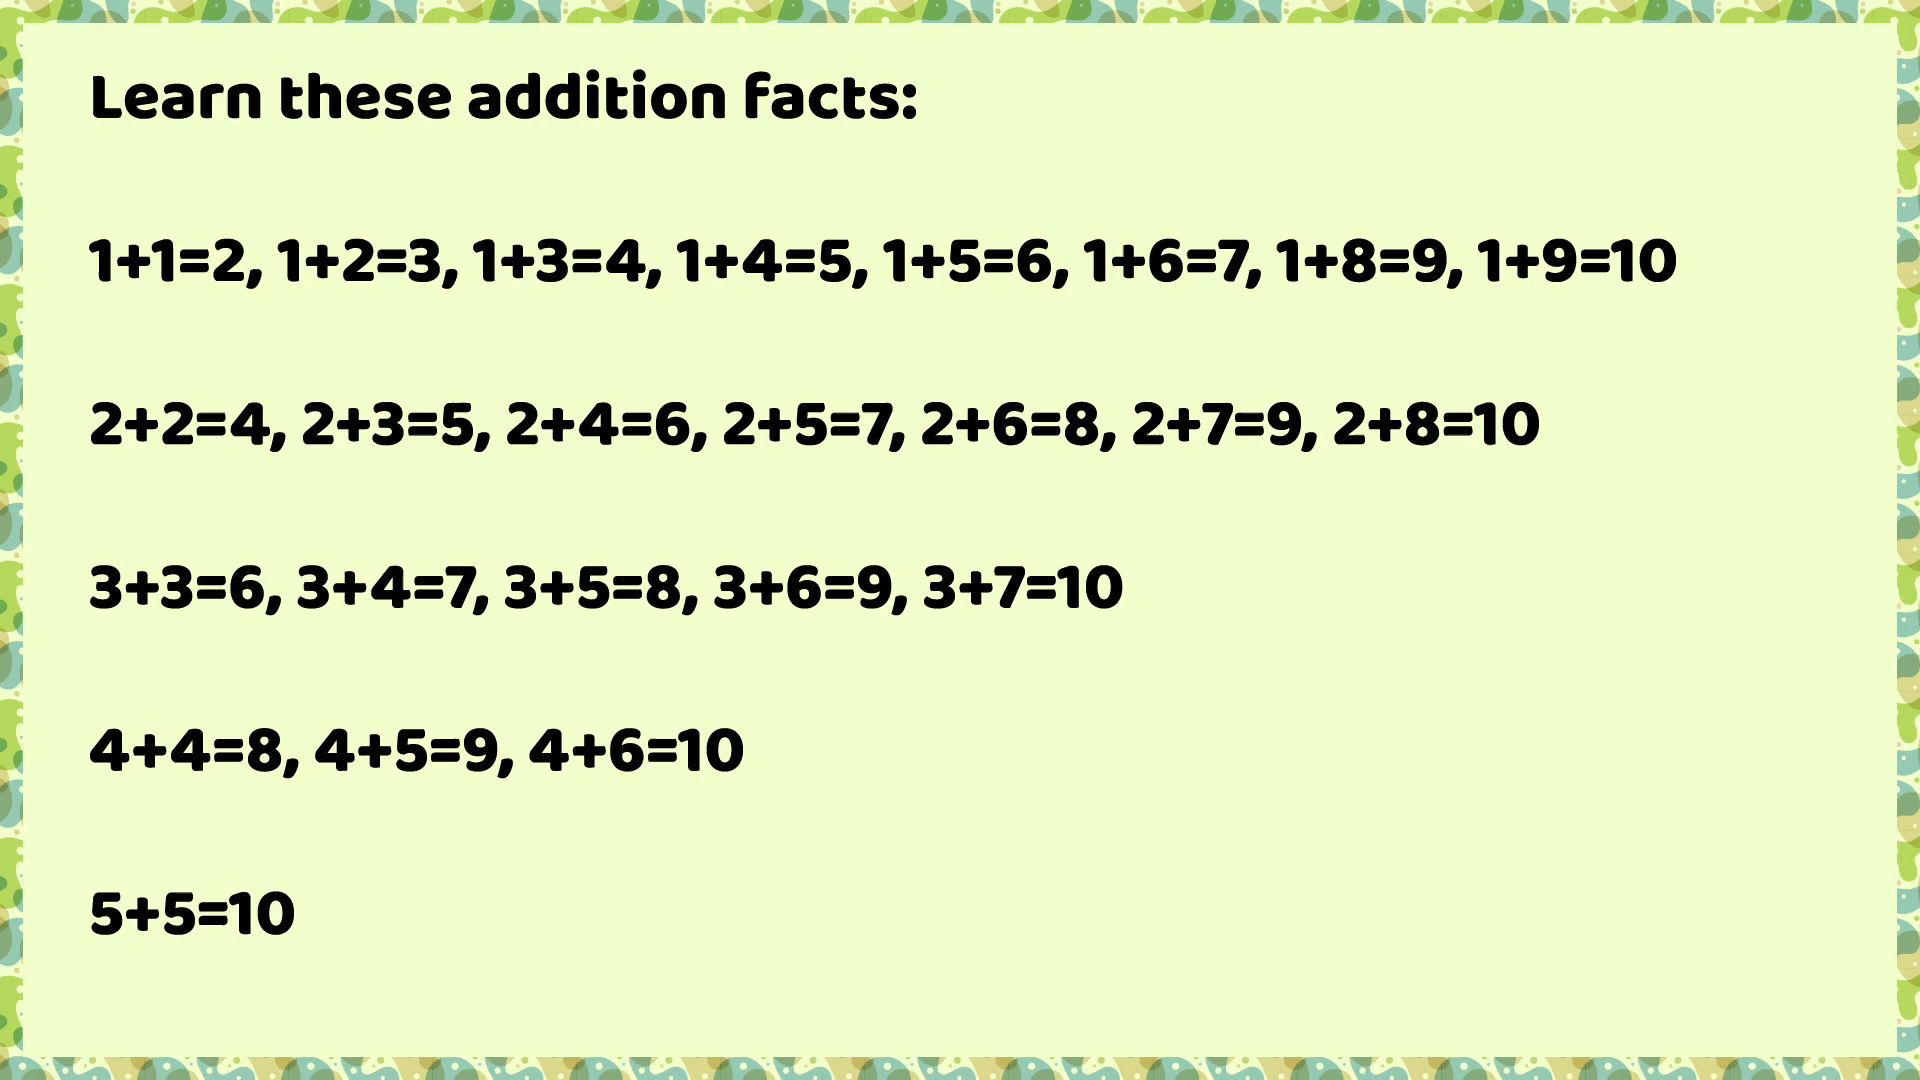 Learn these addition facts:
1+1=2, 1+2=3, 1+3=4, 1+4=5, 1+5=6, 1+6=7, 1+8=9, 1+9=10
2+2=4, 2+3=5, 2+4=6, 2+5=7, 2+6=8, 2+7=9, 2+8=10
3+3=6, 3+4=7, 3+5=8, 3+6=9, 3+7=10
4+4=8, 4+5=9, 4+6=10
5+5=10